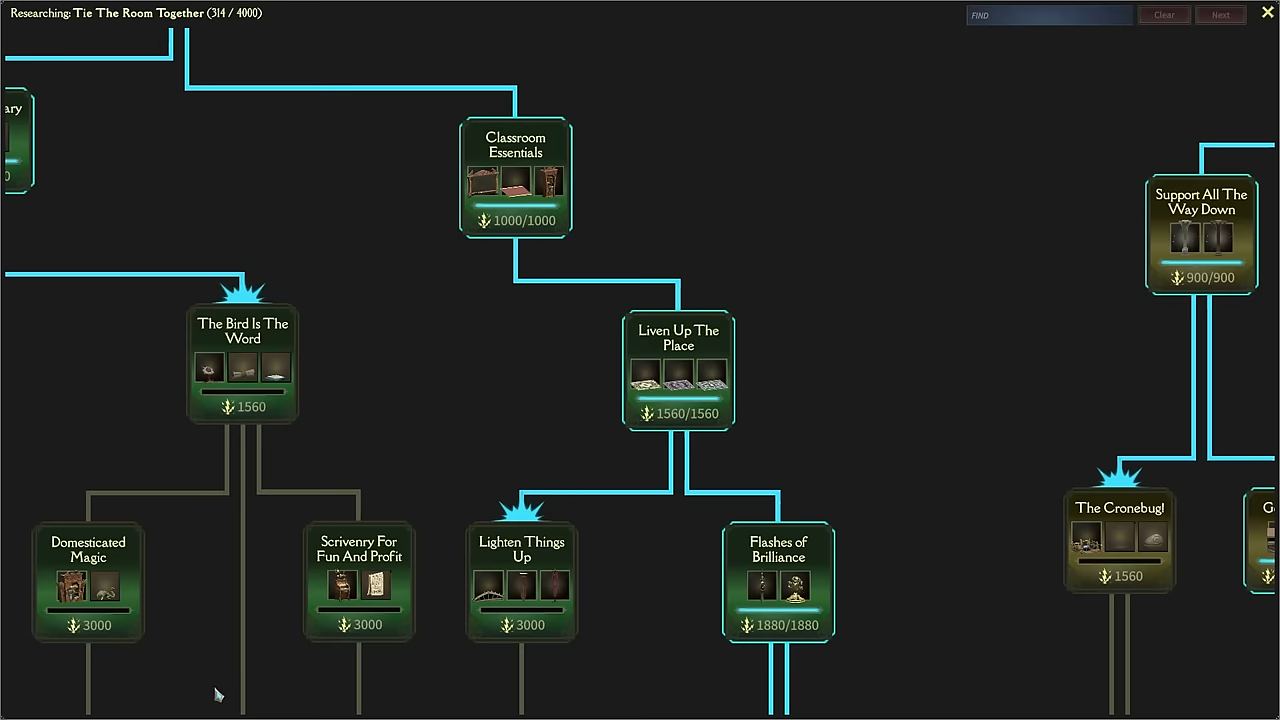 Researching: Tie The Room Together (314 / 4000)
FIND
Clear
Next
ary
Classroom
Essentials
1000/1000
Support All The
Way Down
900/900
The Bird Is The
Word
1560
Liven Up The
Place
1560/1560
The Cronebug!
1560
Domesticated
Magic
3000
Scrivenry For
Fun And Profit
3000
Lighten Things
Up
3000
Flashes of
Brilliance
1880/1880